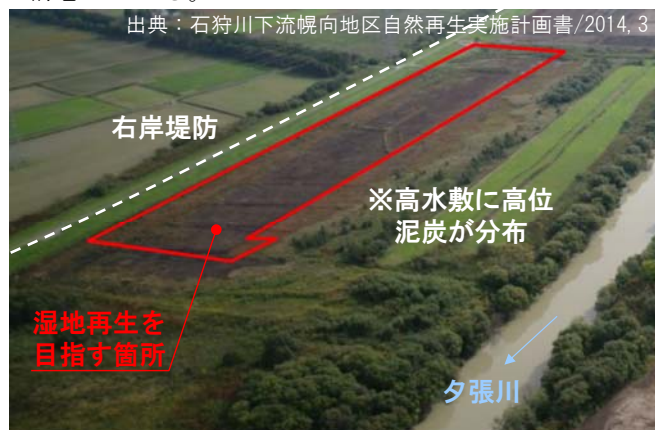 出典：石狩川下流幌向地区自然再生実施計画書/2014,3
右岸堤防
※高水敷に高位
泥炭が分布
湿地再生を
目指す箇所
夕張川